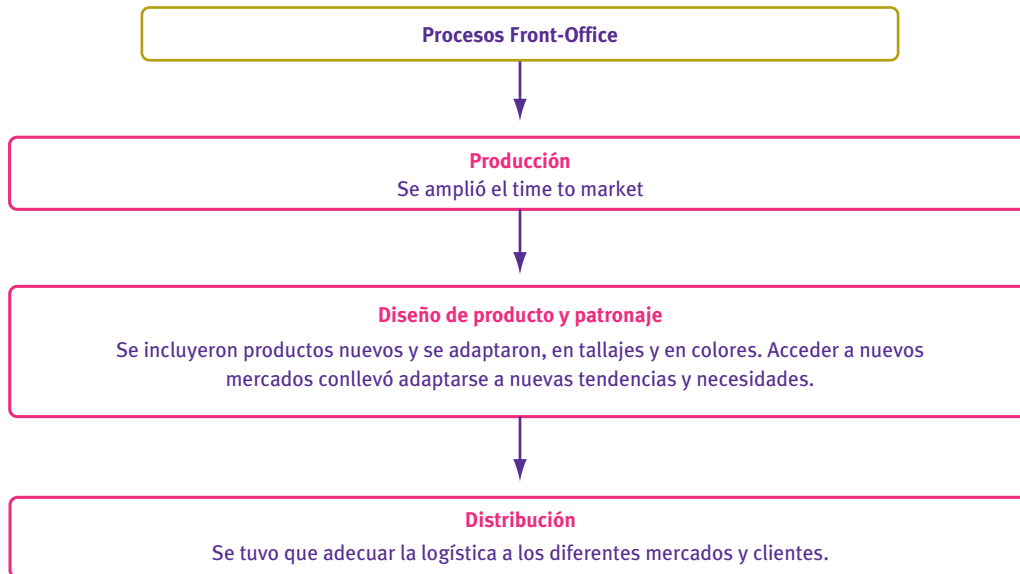 Procesos Front-Office
Producción
Se amplió el time to market
Diseño de producto y patronaje
Se incluyeron productos nuevos y se adaptaron, en tallajes y en colores. Acceder a nuevos
mercados conllevó adaptarse a nuevas tendencias y necesidades.
Distribución
Se tuvo que adecuar la logística a los diferentes mercados y clientes.